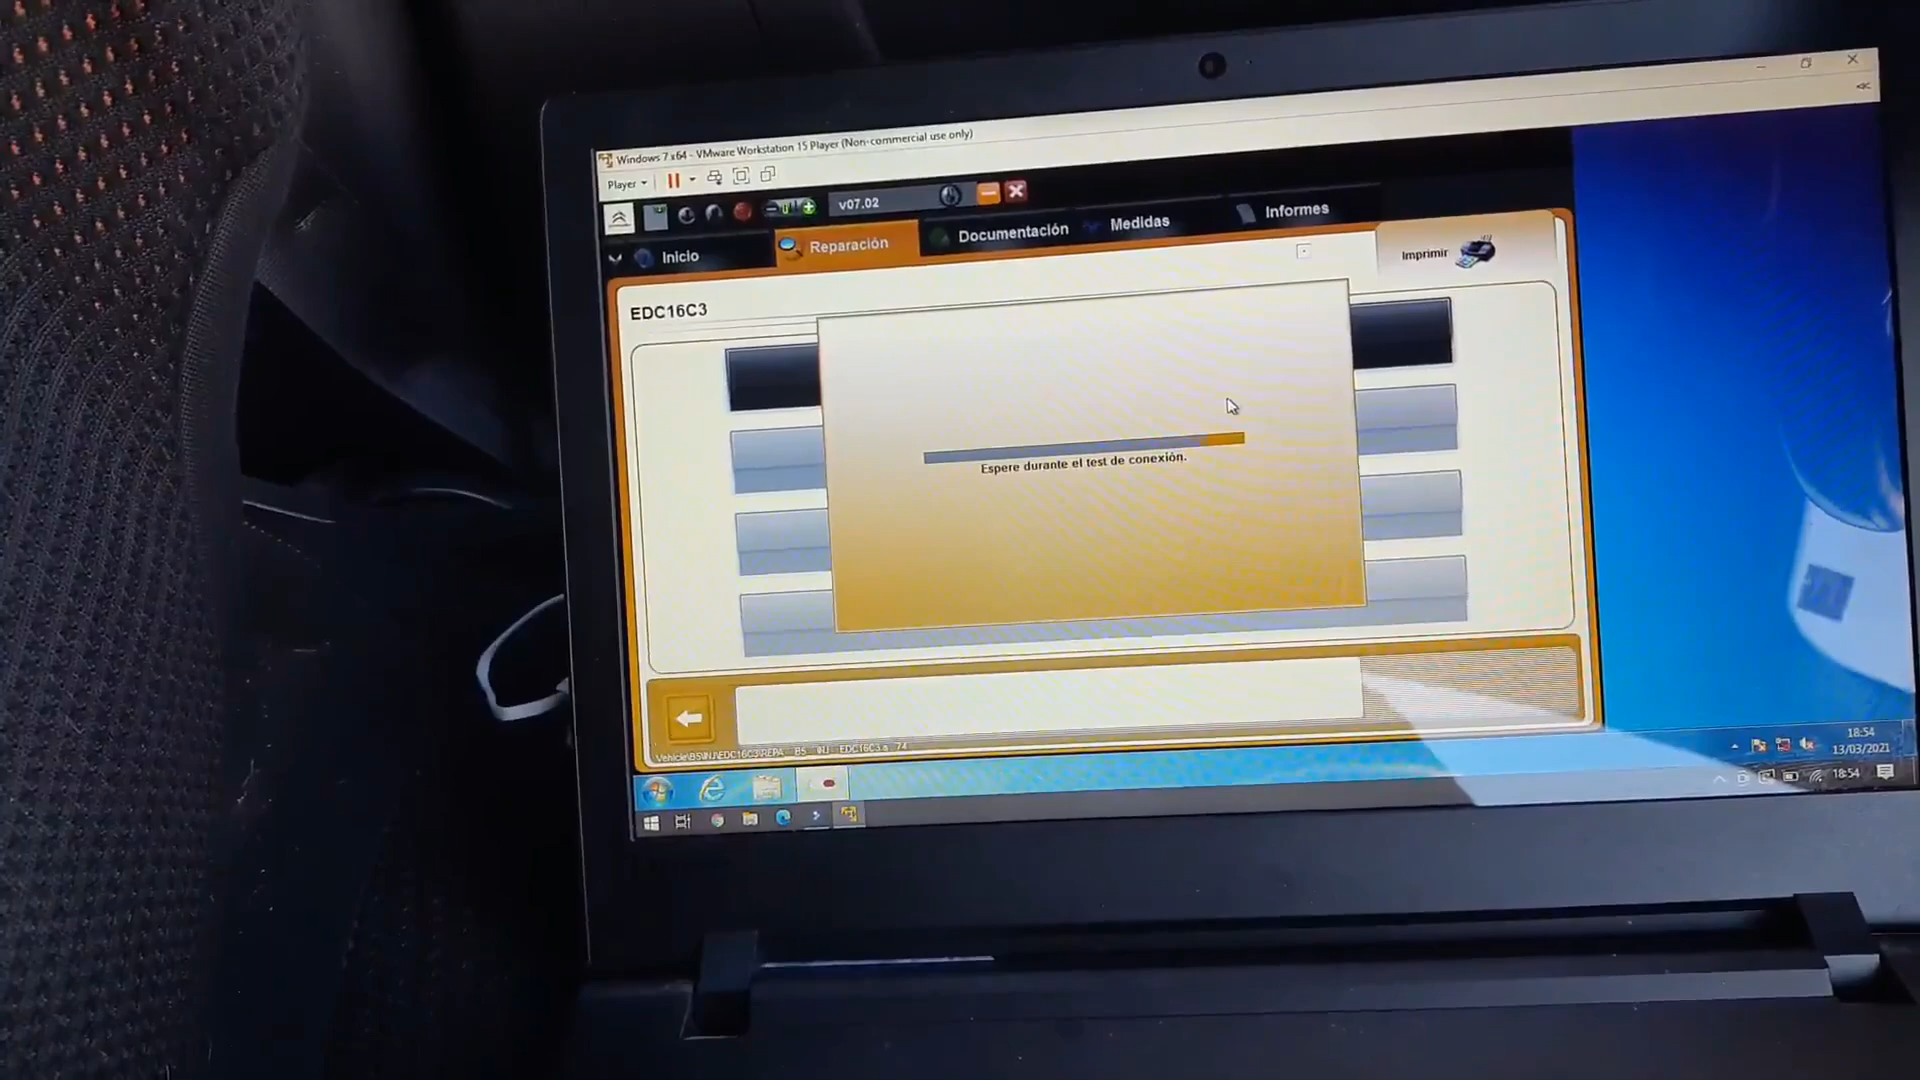 Windows 7 x64 - VMware Workstation 15 Player (Non-commercial use only)
Player
v07.02
Inicio
Reparación
Documentación
Medidas
Informes
Imprimir
EDC16C3
Espere durante el test de conexión.
18:54
13/03/2021
18:54